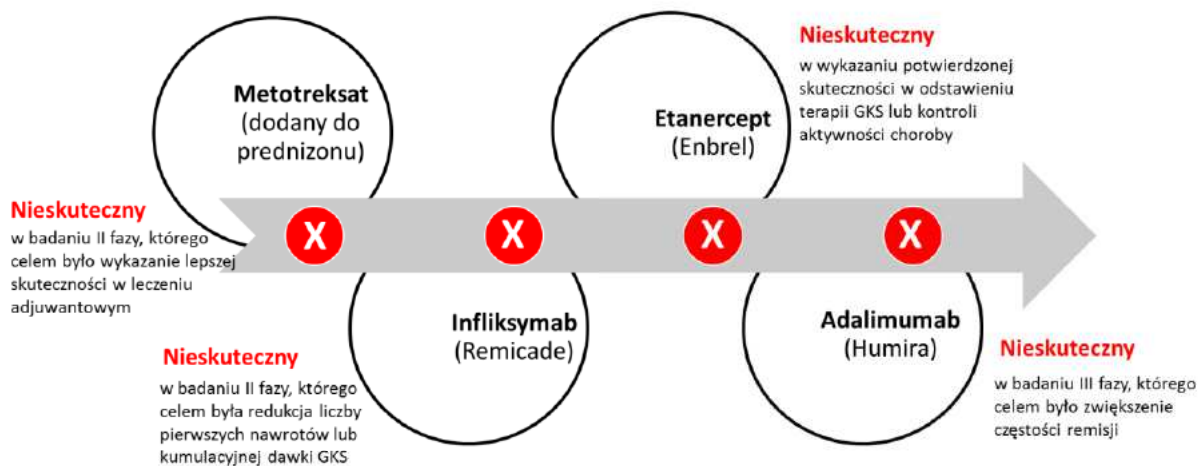 Metotreksat
(dodany do
prednizonu)
Nieskuteczny
w badaniu II fazy, którego
celem było wykazanie lepszej
skuteczności w leczeniu
adjuwantowym
X
Infliksymab
(Remicade)
Nieskuteczny
w badaniu II fazy, którego
celem była redukcja liczby
pierwszych nawrotów lub
kumulacyjnej dawki GKS
X
Etanercept
(Enbrel)
Nieskuteczny
w wykazaniu potwierdzonej
skuteczności w odstawieniu
terapii GKS lub kontroli
aktywności choroby
X
Adalimumab
(Humira)
Nieskuteczny
w badaniu III fazy, którego
celem było zwiększenie
częstości remisji
X